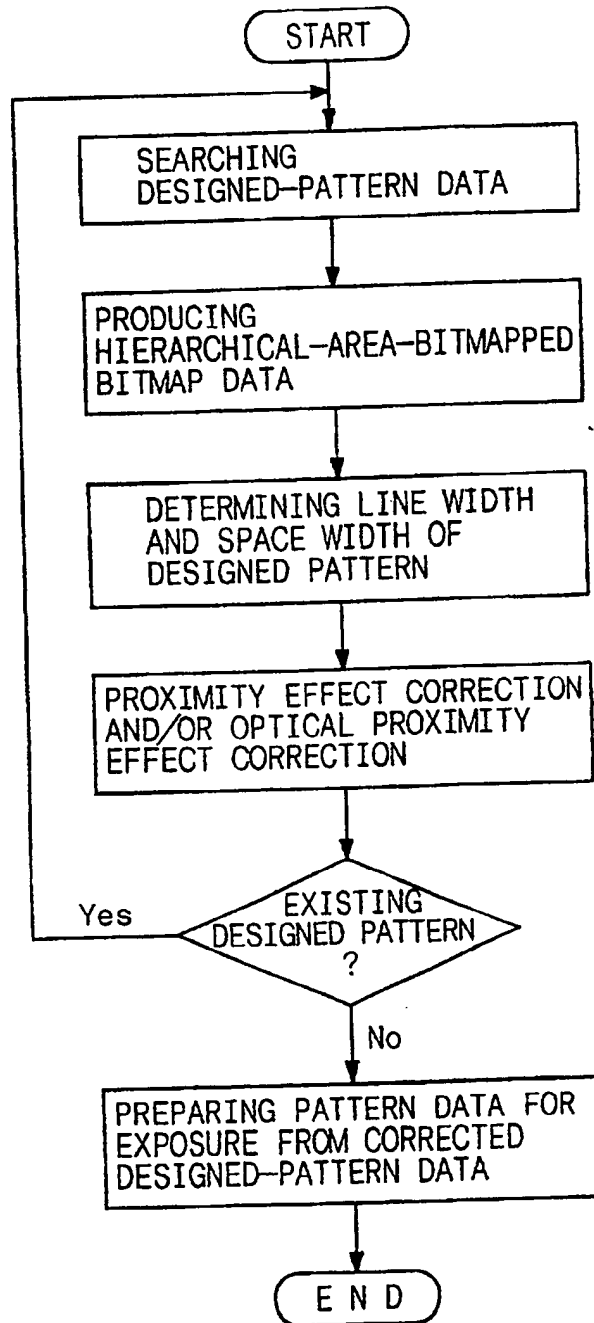 START
SEARCHING
DESIGNED-PATTERN DATA
PRODUCING
HIERARCHICAL-AREA-BITMAPPED
BITMAP DATA
DETERMINING LINE WIDTH
AND SPACE WIDTH OF
DESIGNED PATTERN
PROXIMITY EFFECT CORRECTION
AND/OR OPTICAL PROXIMITY
EFFECT CORRECTION
EXISTING
DESIGNED PATTERN
?
Yes
No
PREPARING PATTERN DATA FOR
EXPOSURE FROM CORRECTED
DESIGNED-PATTERN DATA
E N D